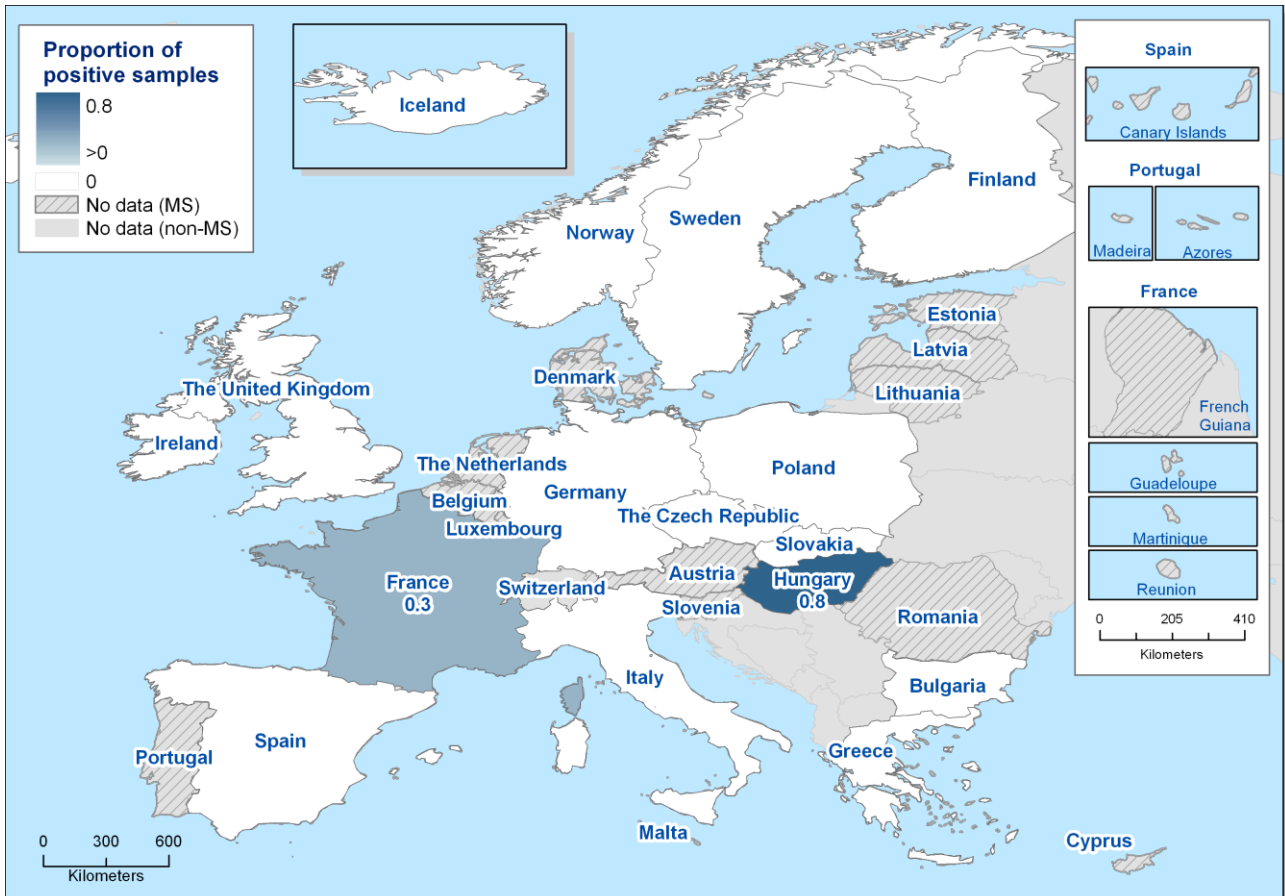 Proportion of
positive samples
0.8
>0
0
No data (MS)
No data (non-MS)
Iceland
Finland
Sweden
Norway
Estonia
Latvia
Denmark
Lithuania
The United Kingdom
Ireland
The Netherlands
Poland
Germany
Belgium
The Czech Republic
Luxembourg
Slovakia
Austria
Hungary
0.8
France
0.3
Switzerland
Slovenia
Romania
Italy
Bulgaria
Spain
Portugal
Greece
Malta
Cyprus
0 300 600
Kilometers
Spain
Canary Islands
Portugal
Madeira
Azores
France
French
Guiana
Guadeloupe
Martinique
Reunion
0 205 410
Kilometers